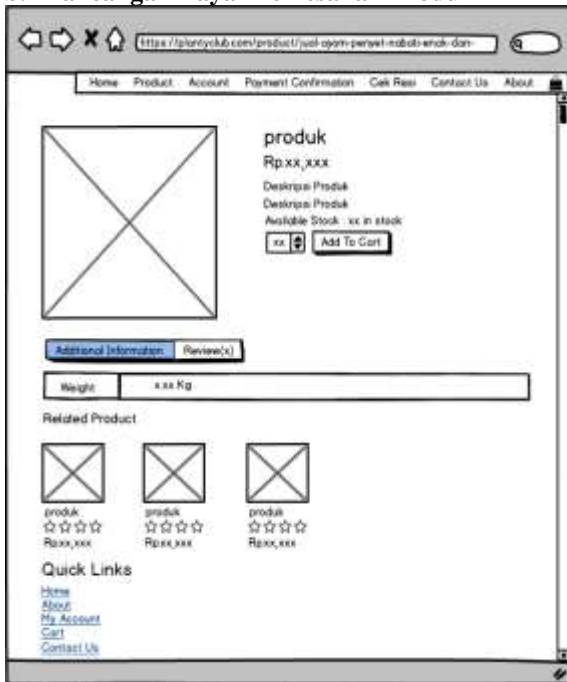 https://plantyclub.com/product/jual-ayam-penyet-nabati-enak-dan-
Home Product Account Payment Confirmation Cek Resi Contact Us About
produk
Rp.xx,xxx
Deskripsi Produk
Deskripsi Produk
Available Stock : xx in stock
xx Add To Cart
Additional Information Review(x)
Weight x.xx Kg
Related Product
produk produk produk
Rp.xx,xxx Rp.xx,xxx Rp.xx,xxx
Quick Links
Home
About
My Account
Cart
Contact Us